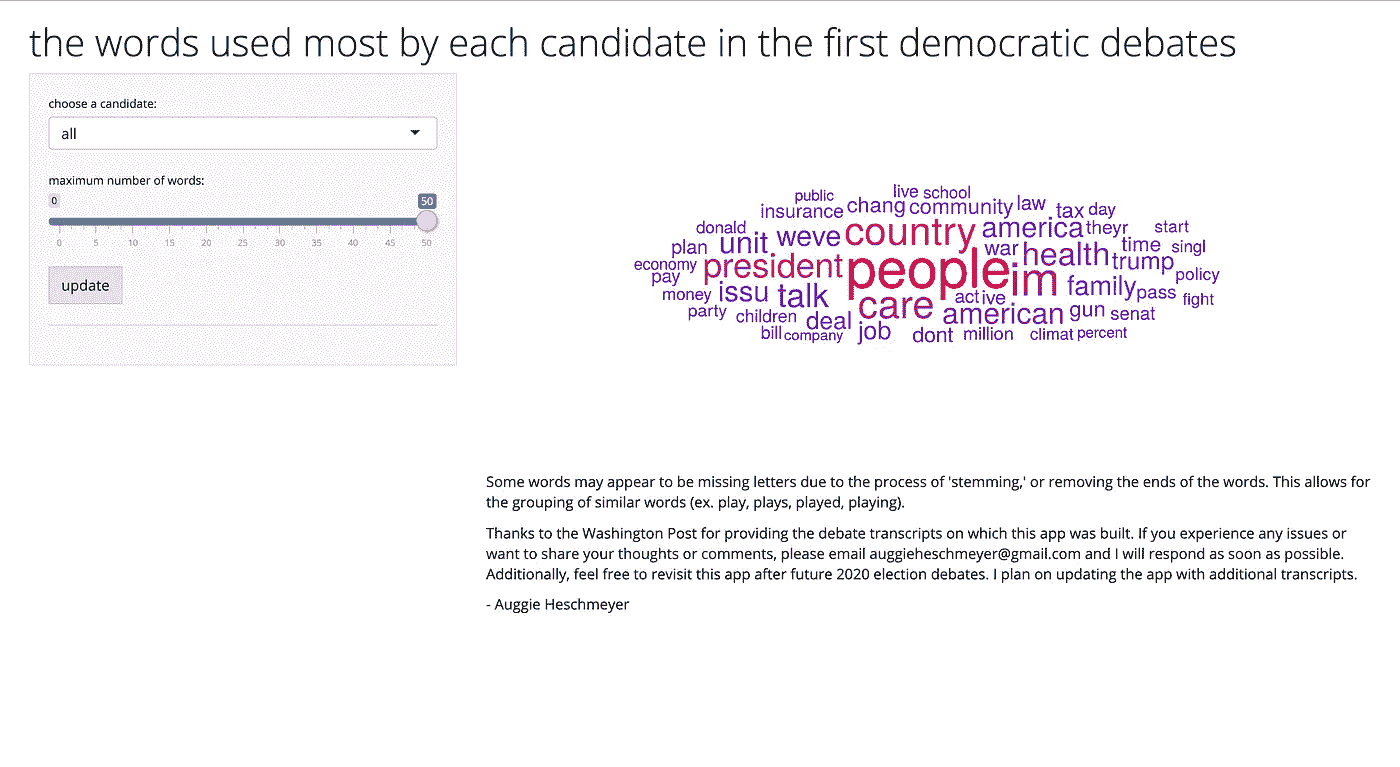 the words used most by each candidate in the first democratic debates
choose a candidate:
all
maximum number of words:
0 50
0 5 10 15 20 25 30 35 40 45 50
update
public live school
insurance chang community law tax day
donald weve country america theyr start
plan unit war health time singl
economy president people im trump policy
pay family pass
money issu talk care active fight
party children deal american gun senat
bill company job dont million climat percent
Some words may appear to be missing letters due to the process of 'stemming,' or removing the ends of the words. This allows for
the grouping of similar words (ex. play, plays, played, playing).
Thanks to the Washington Post for providing the debate transcripts on which this app was built. If you experience any issues or
want to share your thoughts or comments, please email auggieheschmeyer@gmail.com and I will respond as soon as possible.
Additionally, feel free to revisit this app after future 2020 election debates. I plan on updating the app with additional transcripts.
- Auggie Heschmeyer